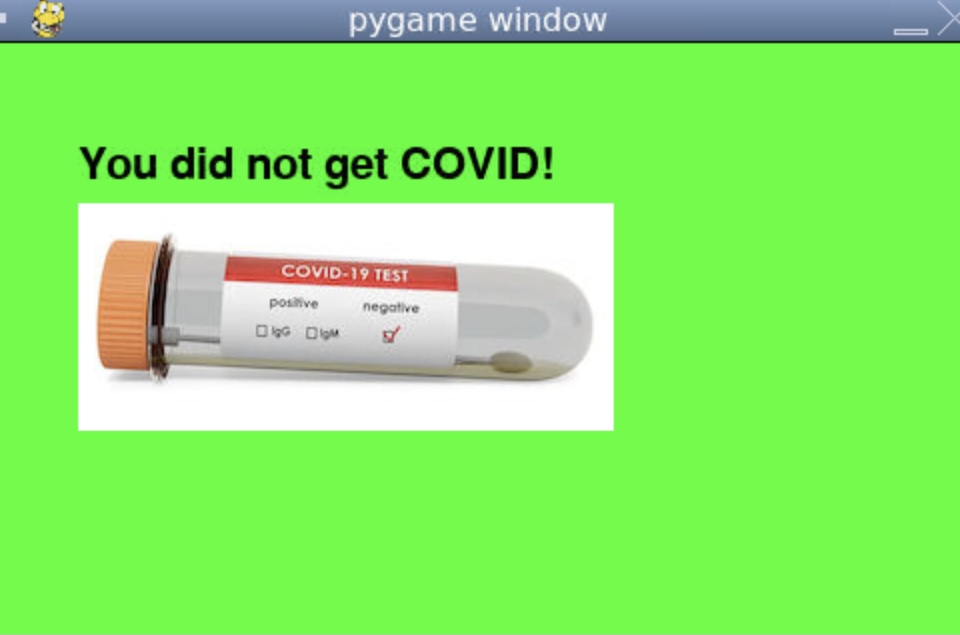 pygame window
You did not get COVID!
COVID-19 TEST
positive negative
IgG IgM